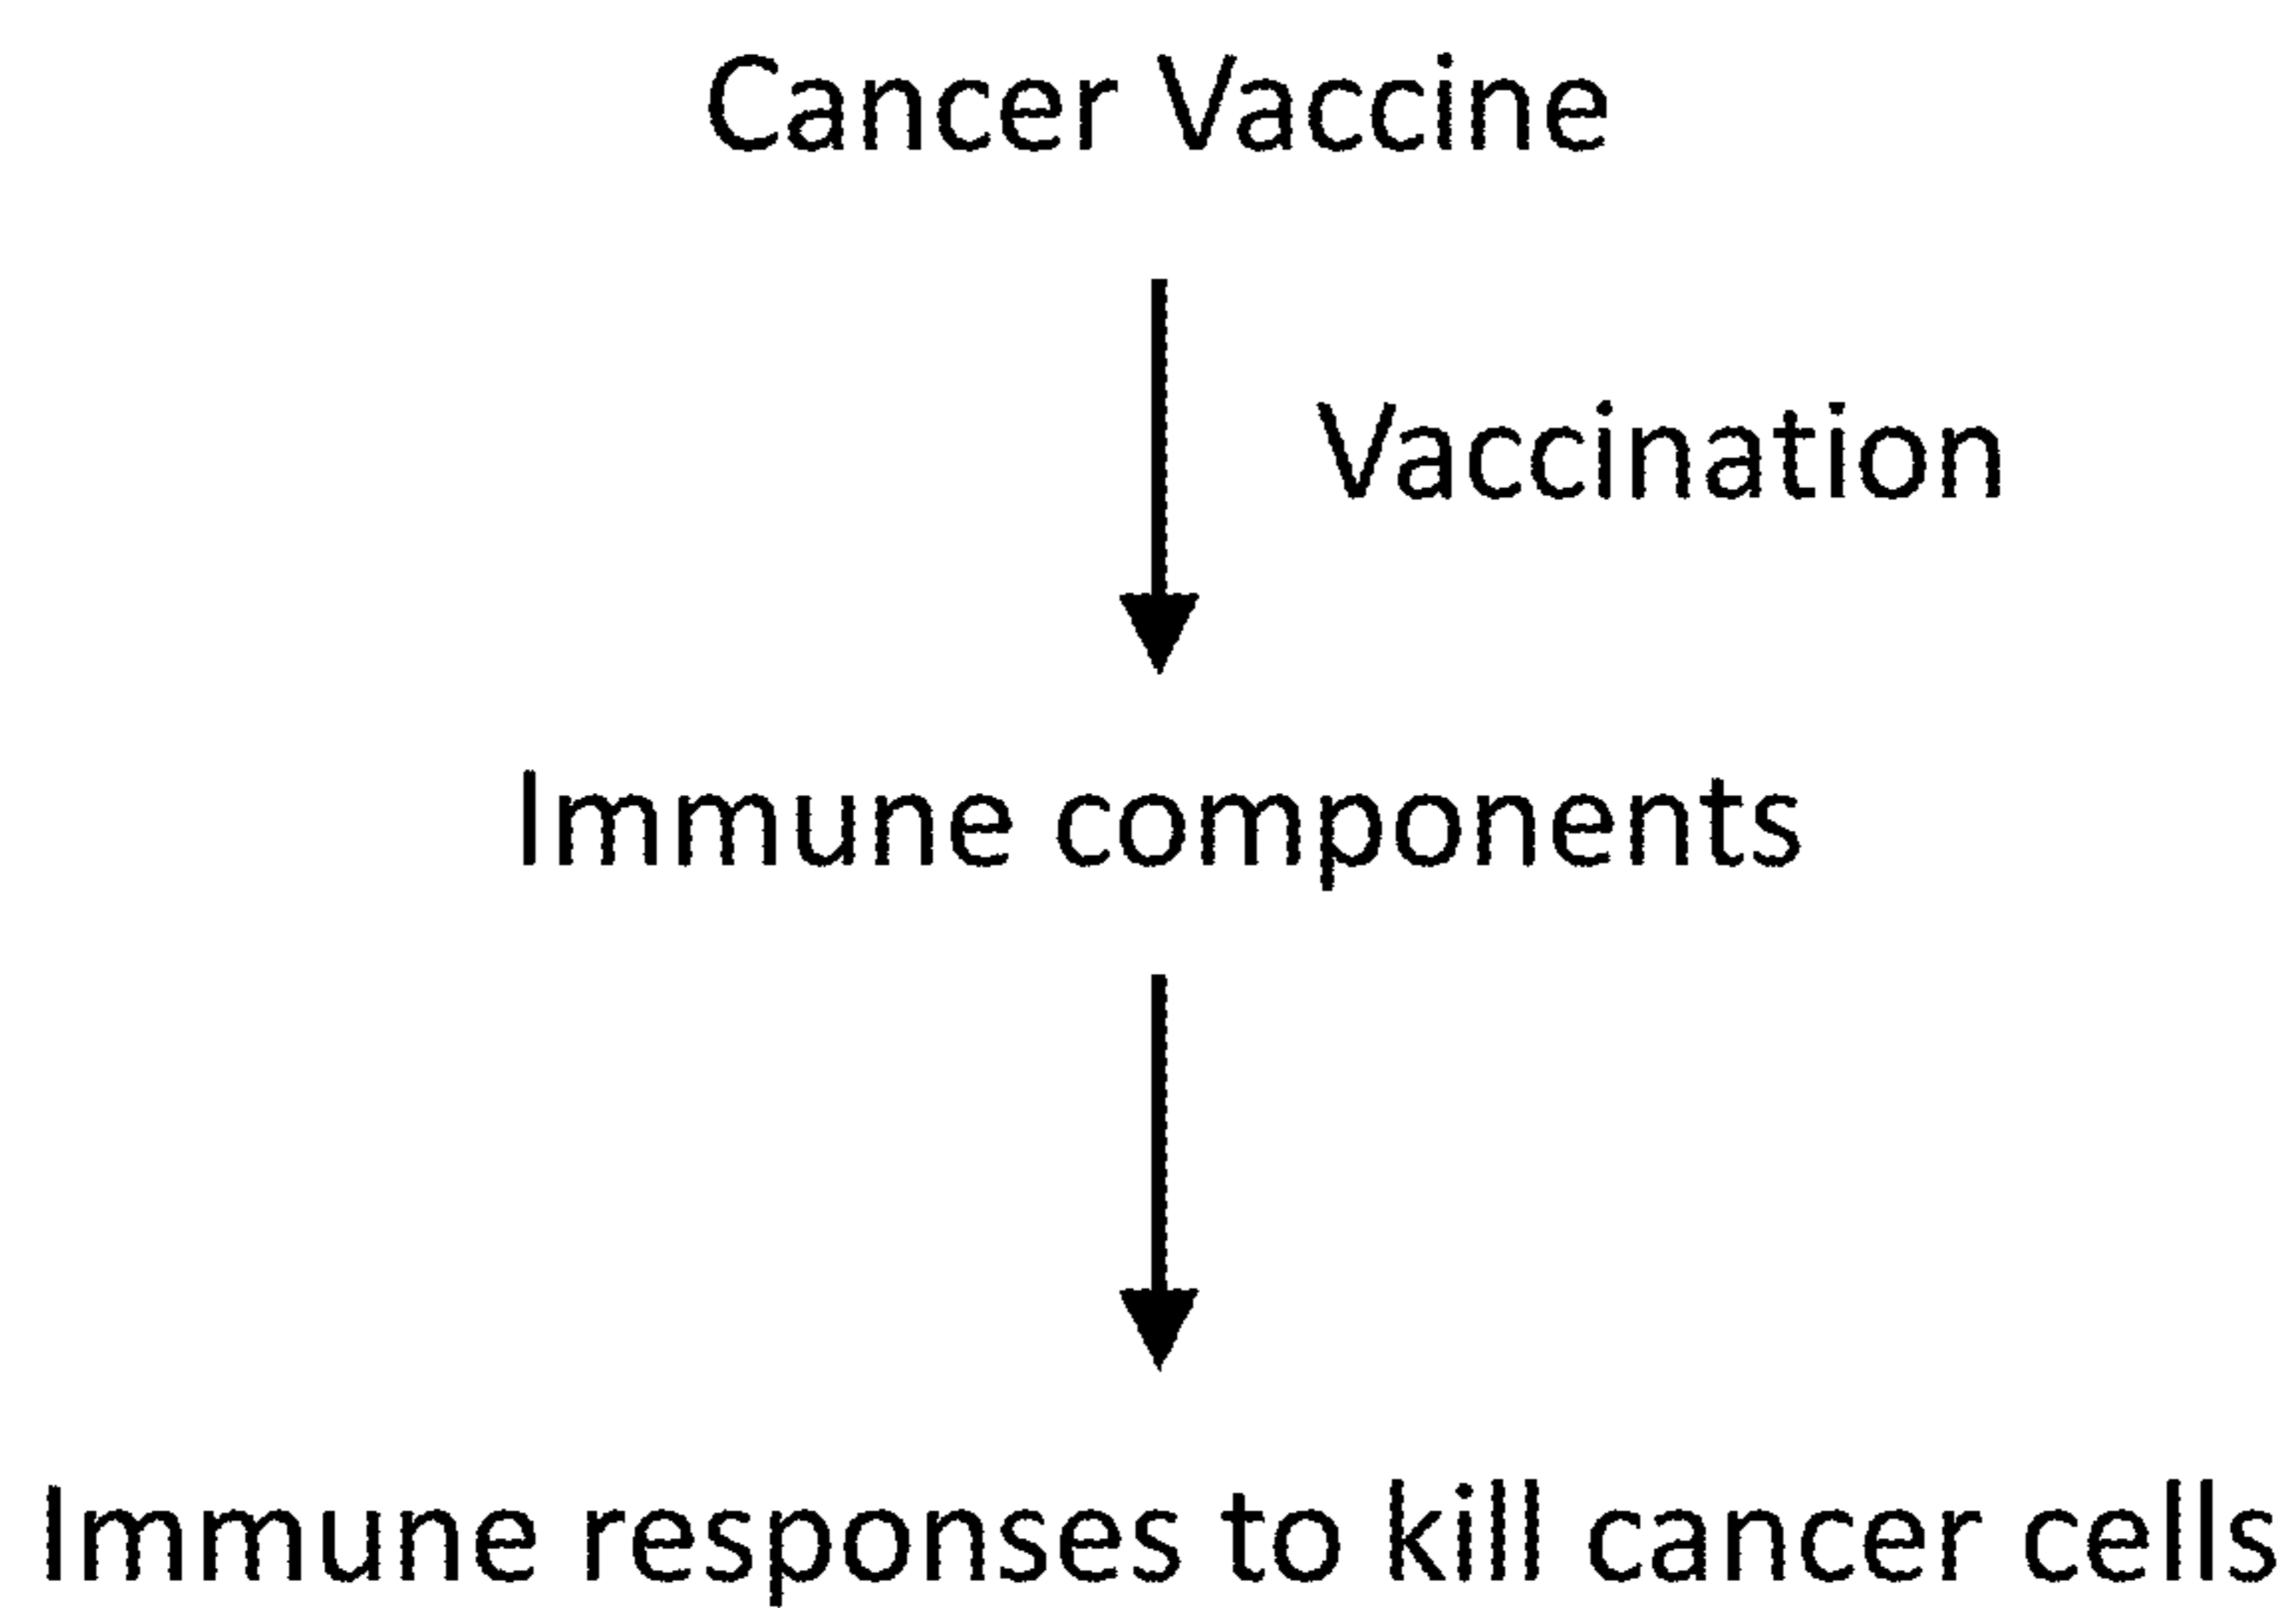 Cancer Vaccine
Vaccination
Immune components
Immune responses to kill cancer cells